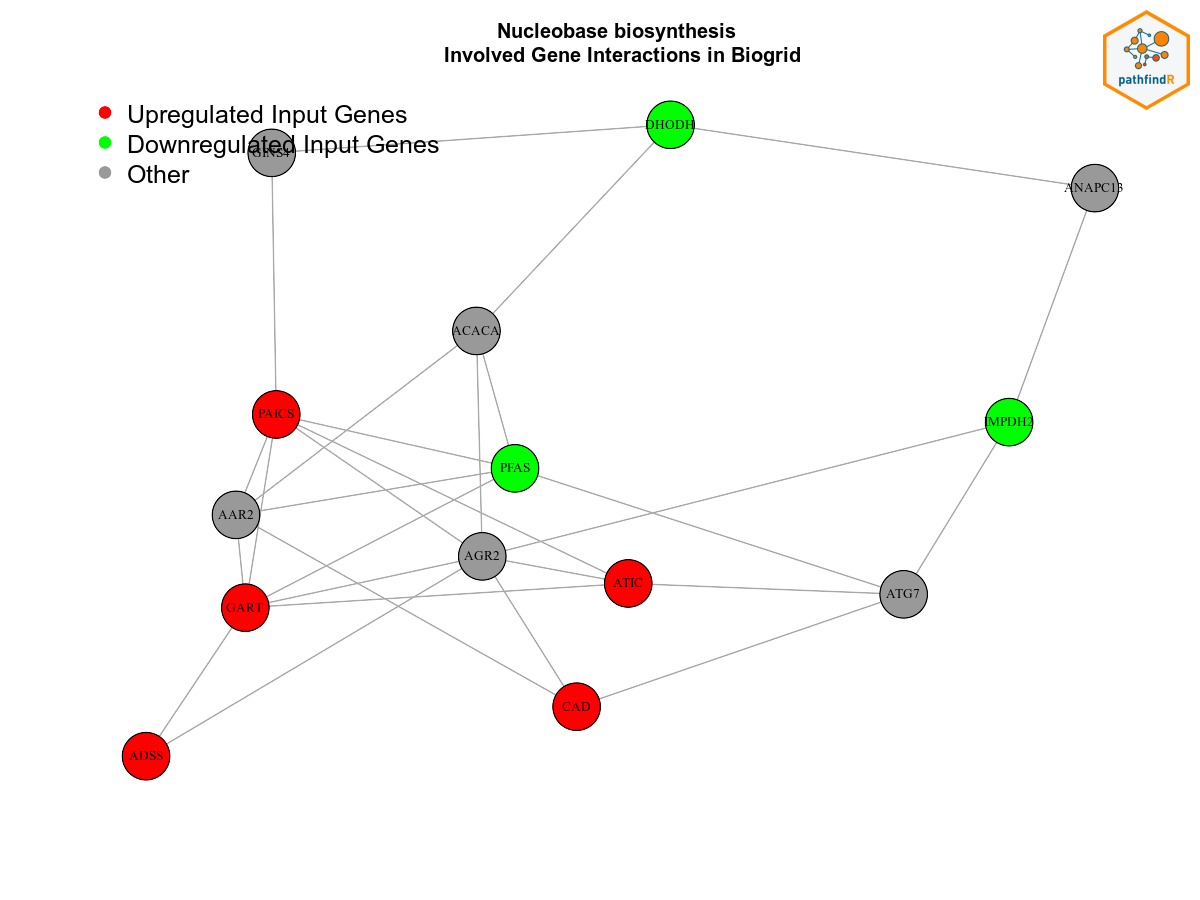 Nucleobase biosynthesis
Involved Gene Interactions in Biogrid
pathfindR
Upregulated Input Genes
Downregulated Input Genes
Other
GINS4
DHODH
ANAPC13
ACACA
PAICS
IMPDH2
PFAS
AAR2
AGR2
ATIC
ATG7
GART
CAD
ADSS